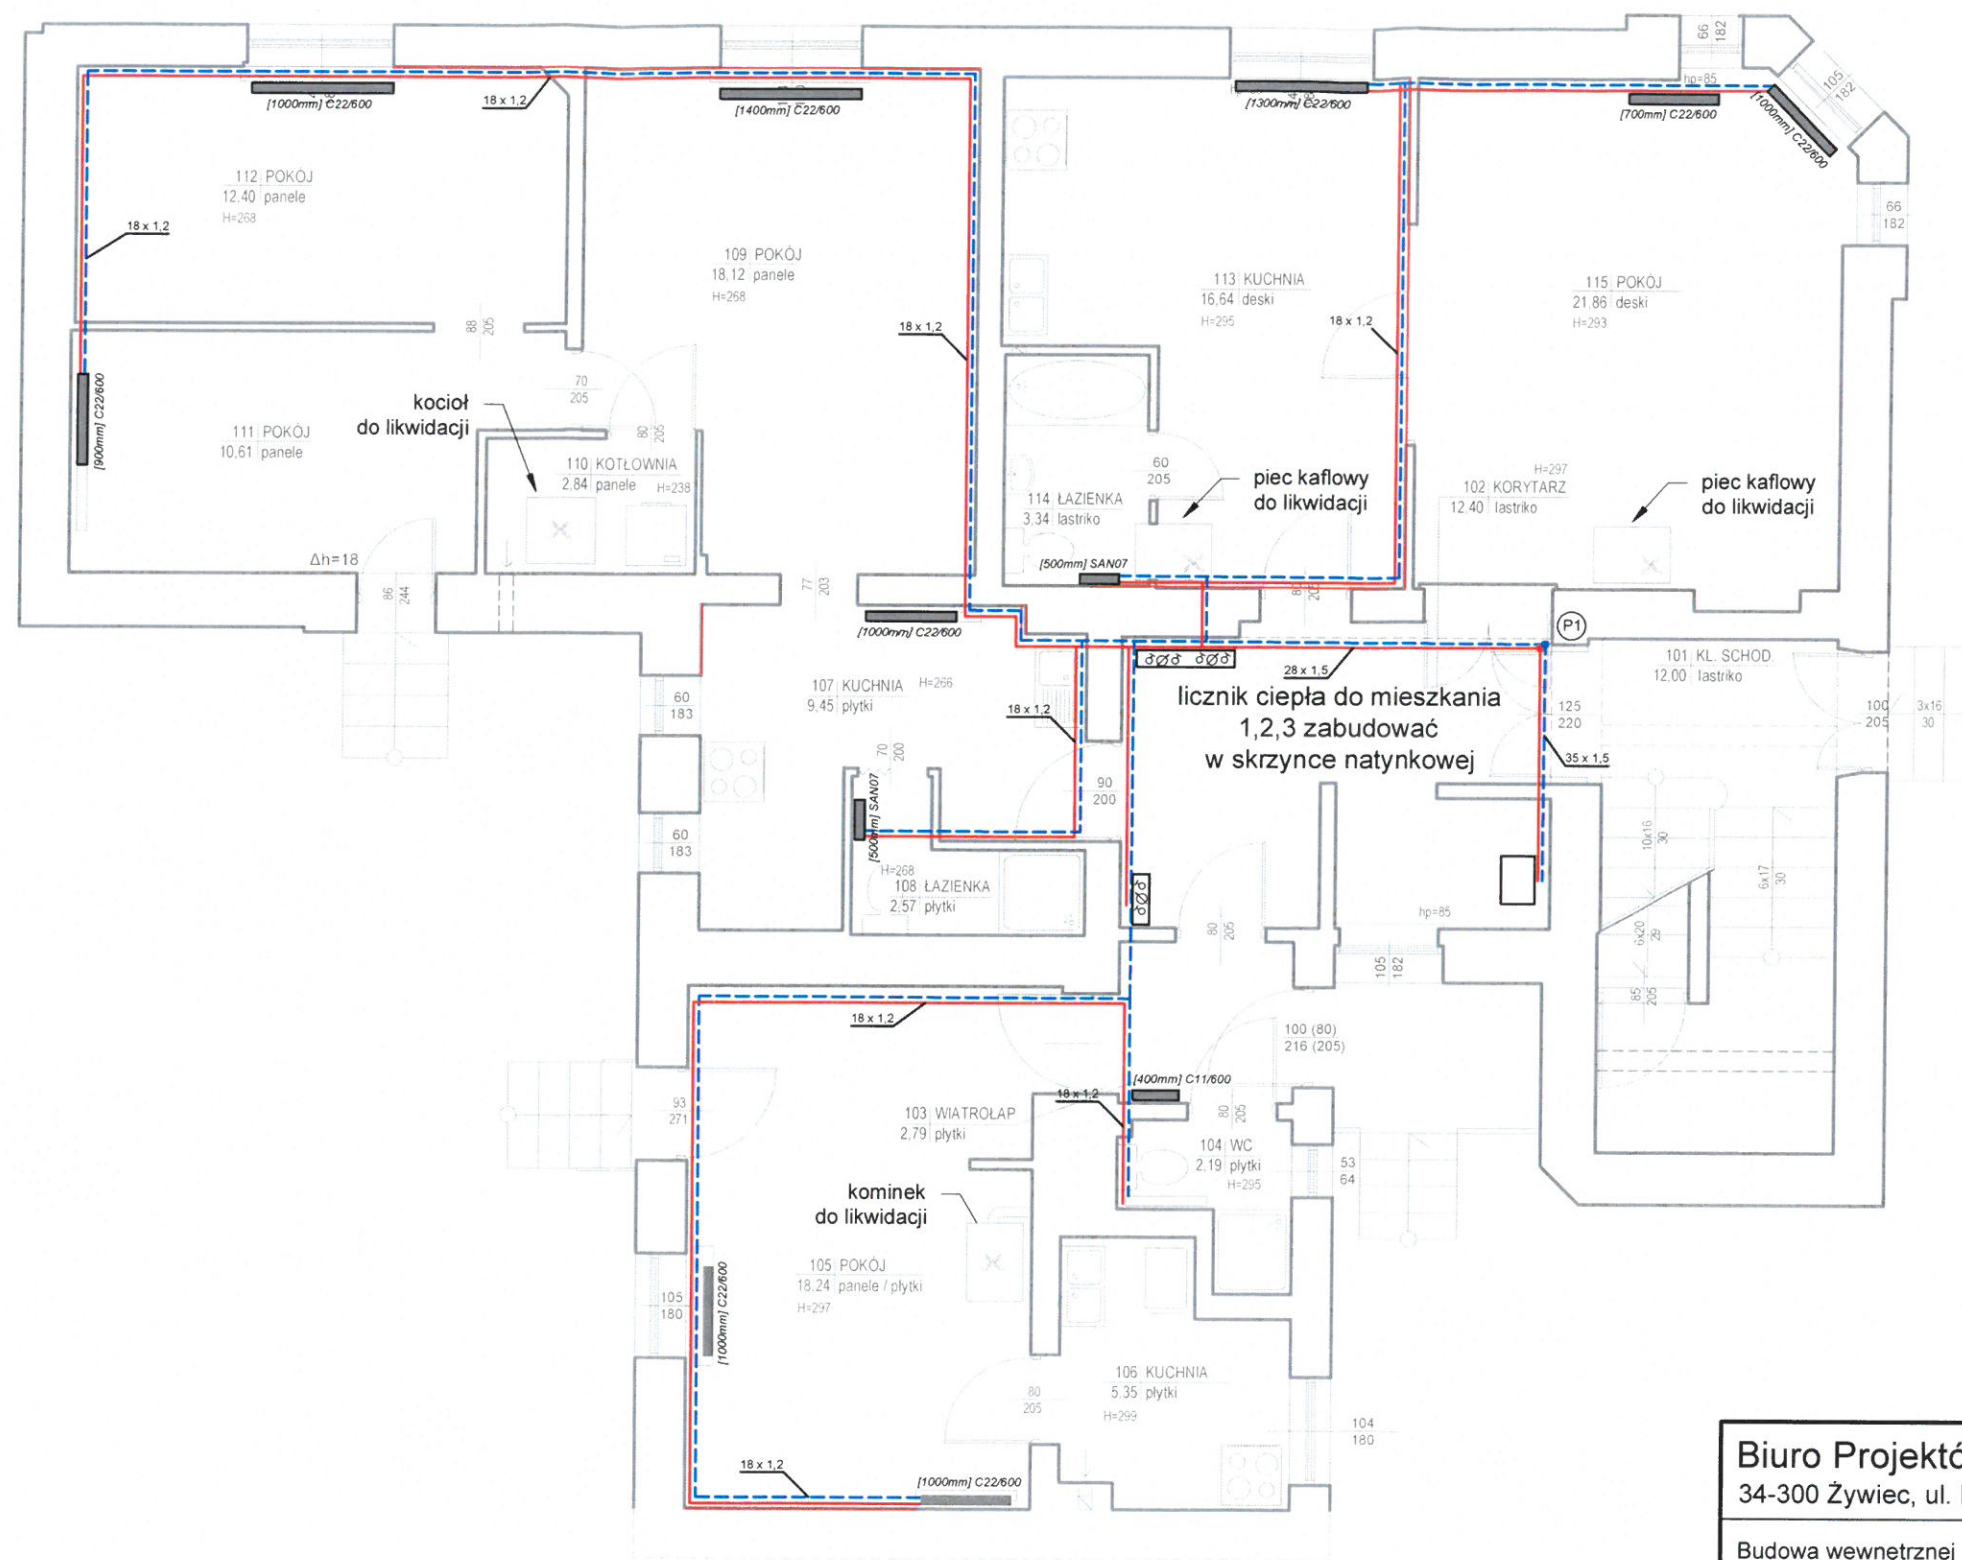 66
182
105
182
hp=85
[1000mm] C22/600
18 x 1,2
[1400mm] C22/600
[1300mm] C22/600
[700mm] C22/600
[1000mm] C22/600
112 POKÓJ
12,40 panele
H=268
18 x 1,2
66
182
109 POKÓJ
18,12 panele
H=268
113 KUCHNIA
16,64 deski
H=295
115 POKÓJ
21,86 deski
H=293
88
205
18 x 1,2
18 x 1,2
70
205
kocioł
do likwidacji
[900mm] C22/600
111 POKÓJ
10,61 panele
80
205
110 KOTŁOWNIA
2,84 panele
H=238
60
205
piec kaflowy
do likwidacji
H=297
102 KORYTARZ
12,40 lastriko
piec kaflowy
do likwidacji
114 ŁAZIENKA
3,34 lastriko
Δh=18
86
244
77
203
[500mm] SAN07
80
205
[1000mm] C22/600
P1
101 KL. SCHOD.
12,00 lastriko
28 x 1,5
107 KUCHNIA
9,45 płytki
H=266
60
183
18 x 1,2
licznik ciepła do mieszkania
1,2,3 zabudować
w skrzynce natynkowej
125
220
100
205
3x16
30
35 x 1,5
70
200
90
200
60
183
[500mm] SAN07
H=268
108 ŁAZIENKA
2,57 płytki
10x16
30
6x17
30
hp=85
80
205
105
182
6x20
29
85
205
18 x 1,2
100 (80)
216 (205)
[400mm] C11/600
18 x 1,2
93
271
103 WIATROŁAP
2,79 płytki
80
205
104 WC
2,19 płytki
H=295
53
64
kominek
do likwidacji
105 POKÓJ
18,24 panele / płytki
H=297
105
180
[1000mm] C22/600
106 KUCHNIA
5,35 płytki
H=299
80
205
104
180
18 x 1,2
[1000mm] C22/600
Biuro Projektó
34-300 Żywiec, ul.
Budowa wewnetrznej